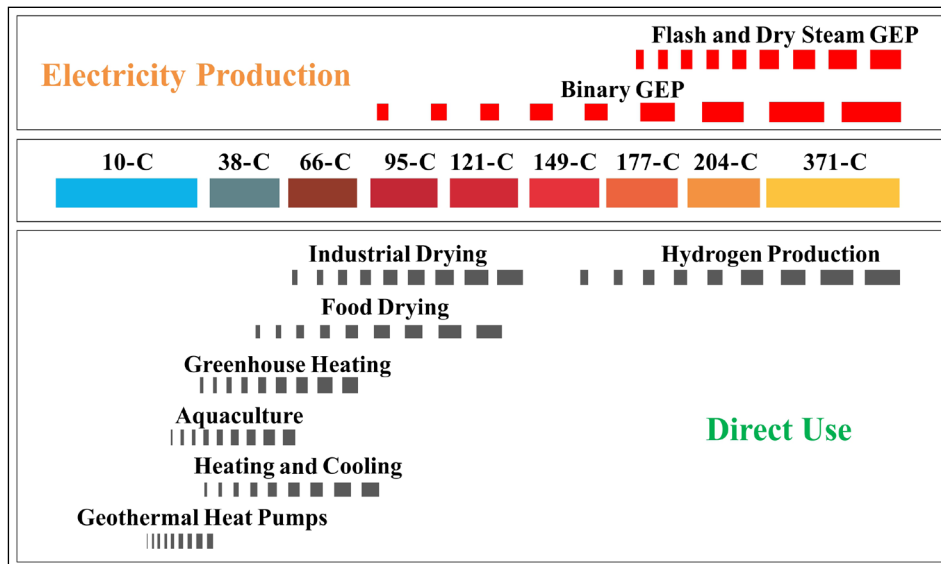 Flash and Dry Steam GEP
Electricity Production
Binary GEP
10-C 38-C 66-C 95-C 121-C 149-C 177-C 204-C 371-C
Industrial Drying Hydrogen Production
Food Drying
Greenhouse Heating
Aquaculture
Direct Use
Heating and Cooling
Geothermal Heat Pumps